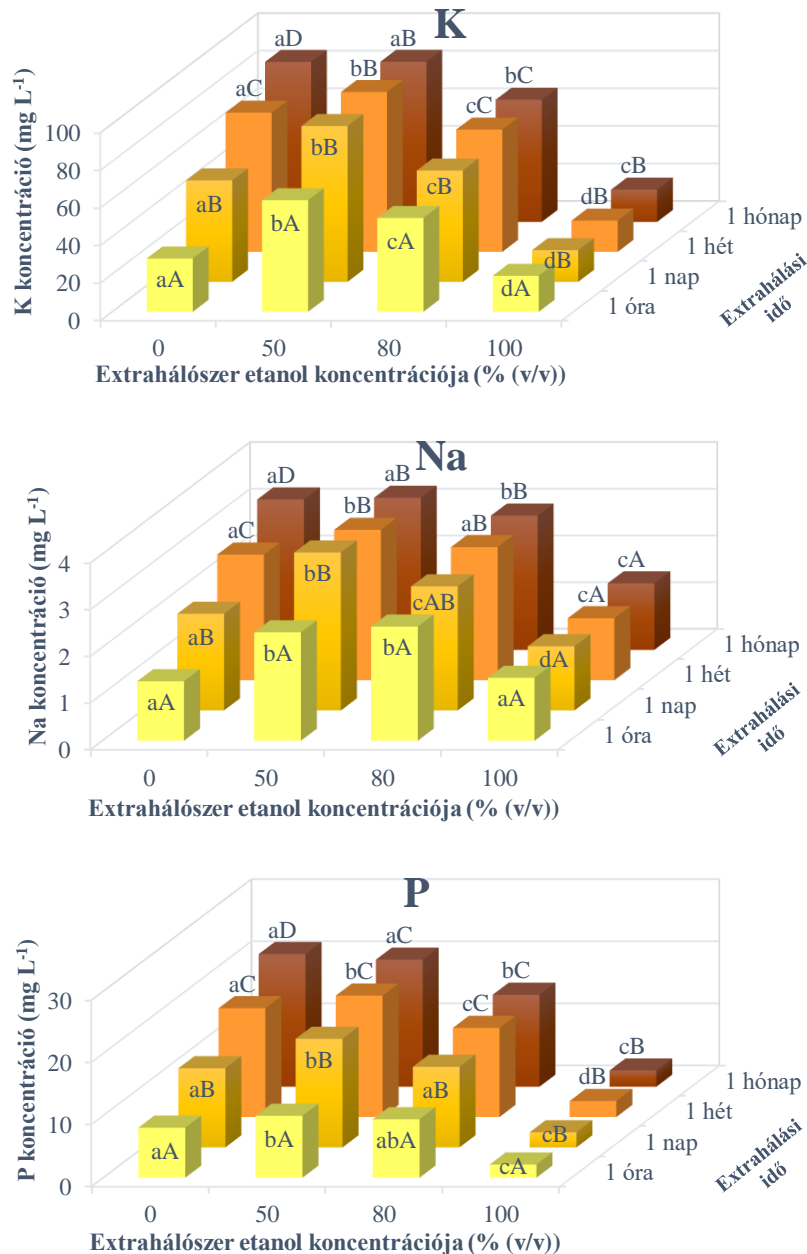 K
K koncentráció (mg L-1)
100
80
60
40
20
0
aD
aB
bC
cB
aC
bB
cC
dB
aB
bB
cB
dB
aA
bA
cA
dA
0 50 80 100
1 óra
1 nap
1 hét
1 hónap
Extrahálási
idő
Extrahálószer etanol koncentrációja (% (v/v))
Na
Na koncentráció (mg L-1)
4
3
2
1
0
aD
aB
bB
cA
aC
bB
aB
cA
aB
bB
cAB
dA
aA
bA
bA
aA
0 50 80 100
1 óra
1 nap
1 hét
1 hónap
Extrahálási
idő
Extrahálószer etanol koncentrációja (% (v/v))
P
P koncentráció (mg L-1)
30
20
10
0
aD
aC
bC
cB
aC
bC
cC
dB
aB
bB
aB
cB
aA
bA
abA
cA
0 50 80 100
1 óra
1 nap
1 hét
1 hónap
Extrahálási
idő
Extrahálószer etanol koncentrációja (% (v/v))